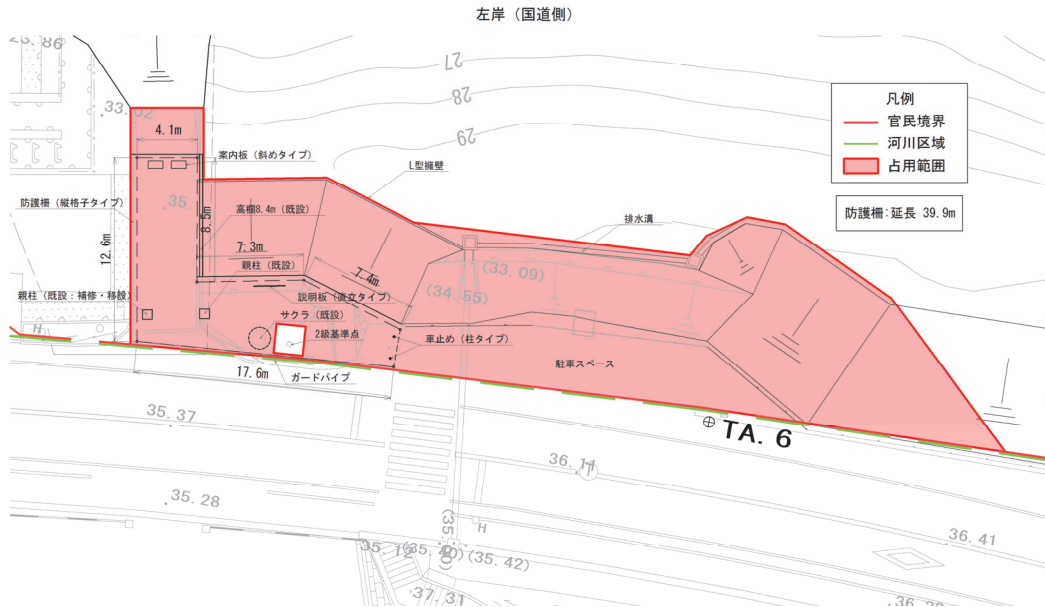 左岸（国道側）
27
28
29
凡例
官民境界
河川区域
占用範囲
防護柵：延長 39.9m
4.1m
案内板（斜めタイプ）
L型擁壁
防護柵（縦格子タイプ）
35.
高欄8.4m（既設）
8.5m
排水溝
12.6m
7.3m
親柱（既設）
7.4m
(33.09)
(34.55)
親柱（既設：補修・移設）
説明板（直立タイプ）
サクラ（既設）
2級基準点
車止め（柱タイプ）
駐車スペース
H
17.6m
ガードパイプ
TA. 6
35.37
36.11
35.28
H
36.41
35.12
(35.40)
(35.42)
37.31